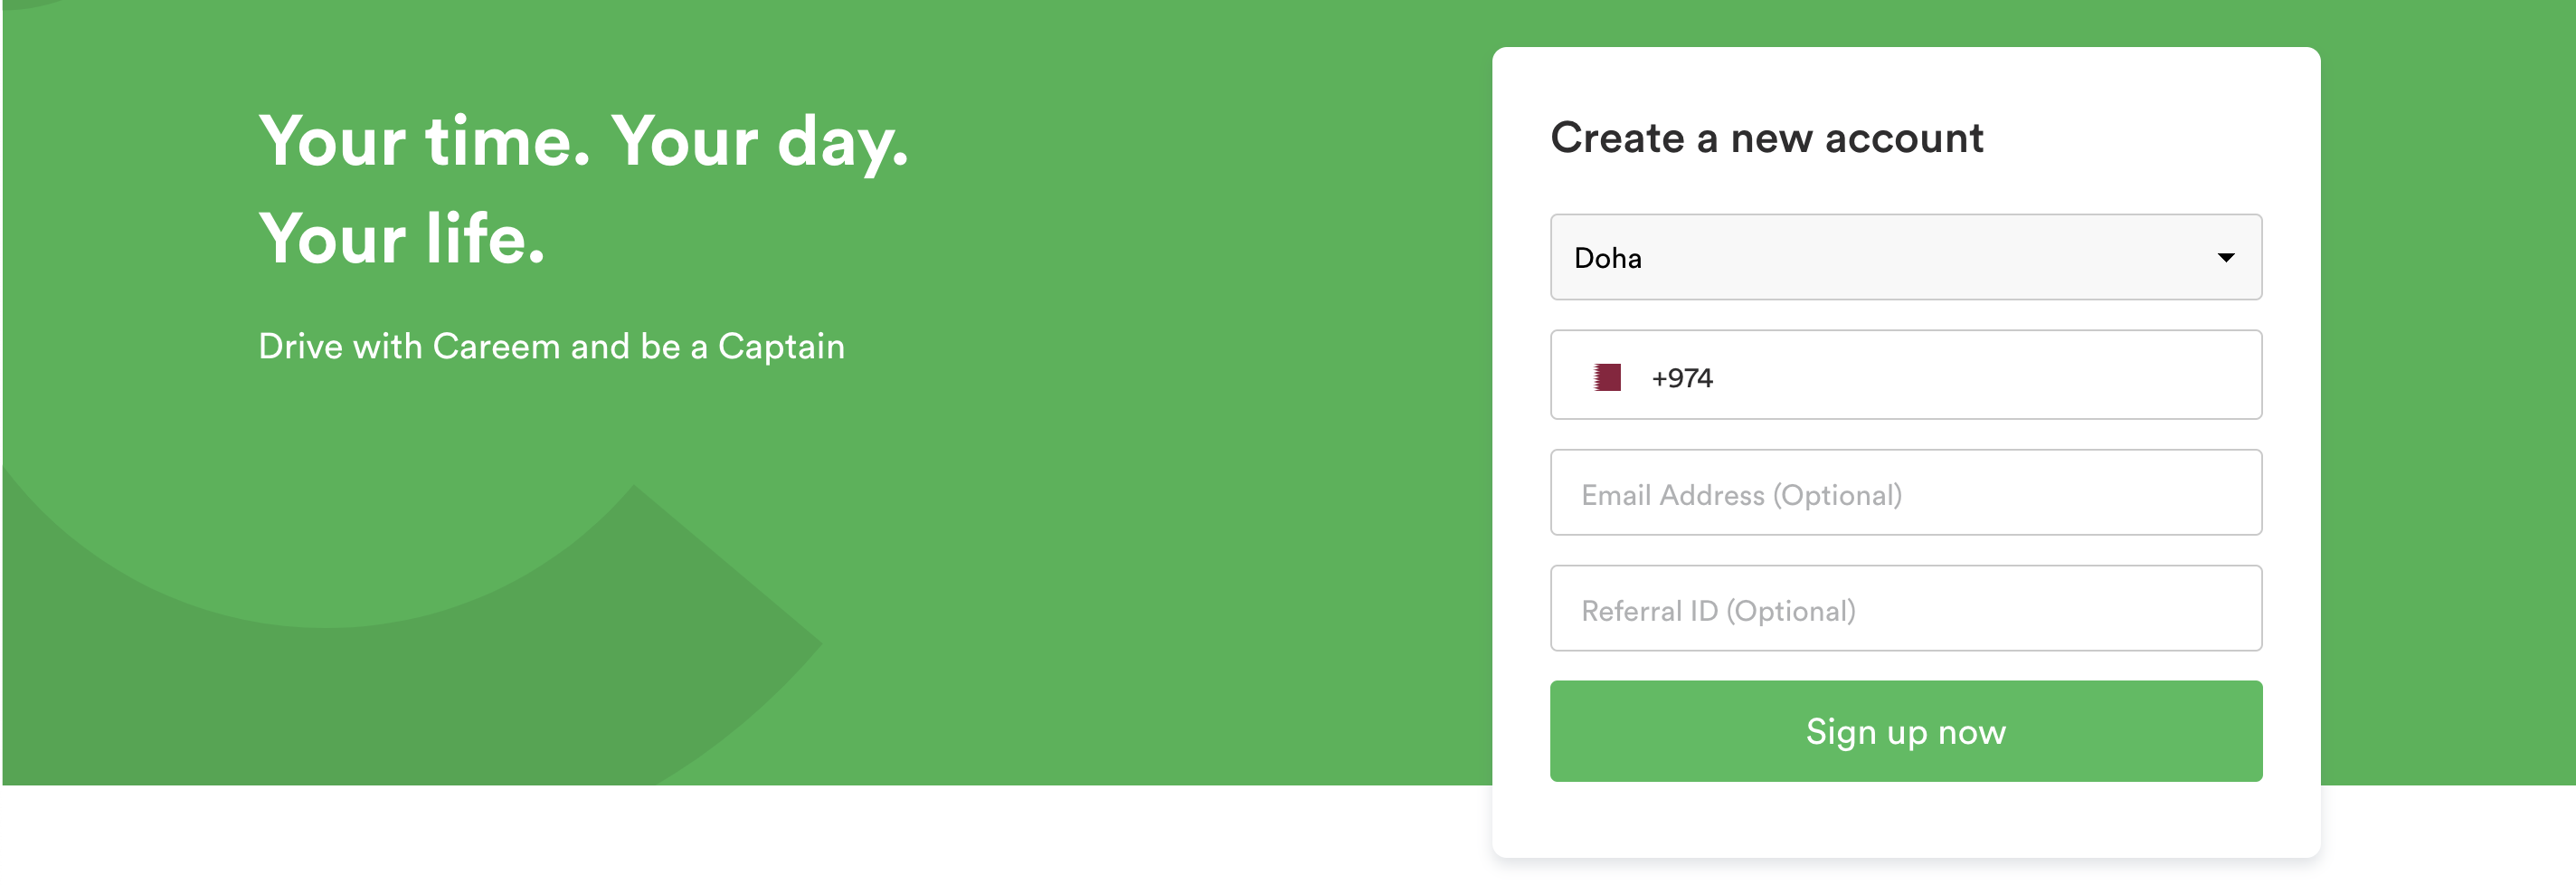 Your time. Your day.
Your life.
Drive with Careem and be a Captain
Create a new account
Doha
+974
Email Address (Optional)
Referral ID (Optional)
Sign up now